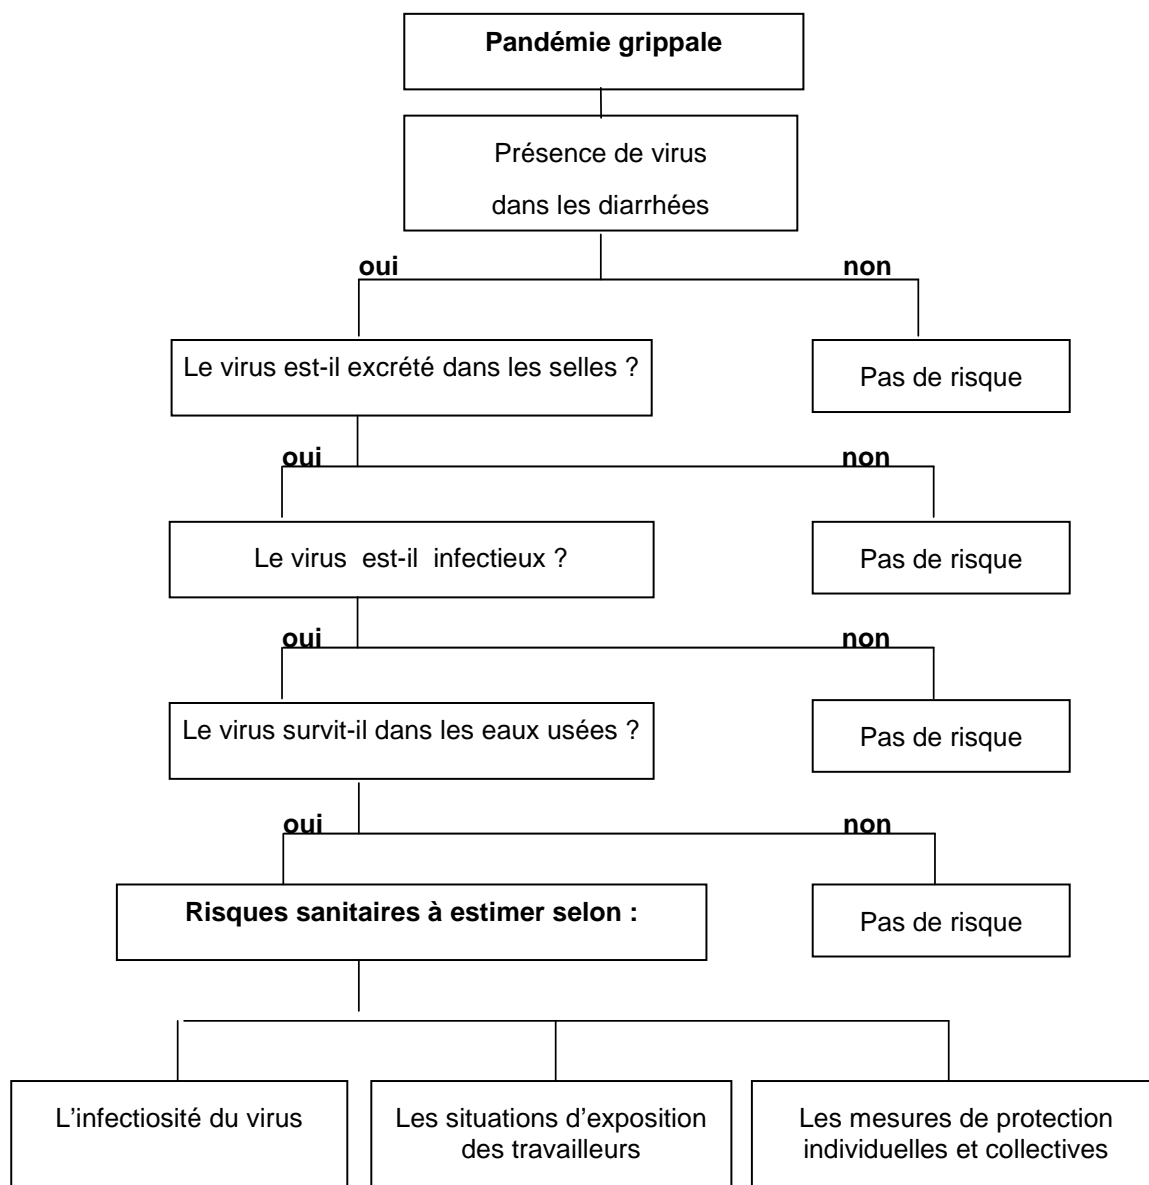 Pandémie grippale
Présence de virus
dans les diarrhées
oui
non
Le virus est-il excrété dans les selles ?
Pas de risque
oui
non
Le virus est-il infectieux ?
Pas de risque
oui
non
Le virus survit-il dans les eaux usées ?
Pas de risque
oui
non
Risques sanitaires à estimer selon :
Pas de risque
L'infectiosité du virus
Les situations d'exposition
des travailleurs
Les mesures de protection
individuelles et collectives